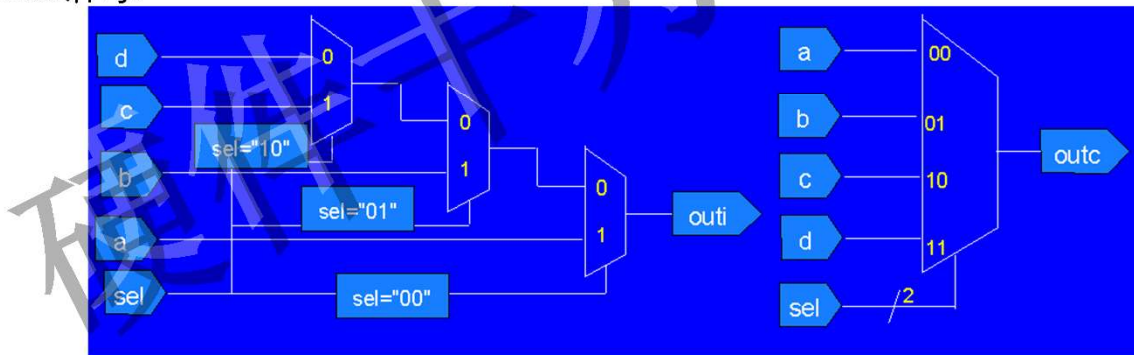 d
0
c
1
sel="10"
0
b
1
sel="01"
0
a
1
outi
sel
sel="00"
a
00
b
01
c
10
d
11
sel
2
outc
硬件十万